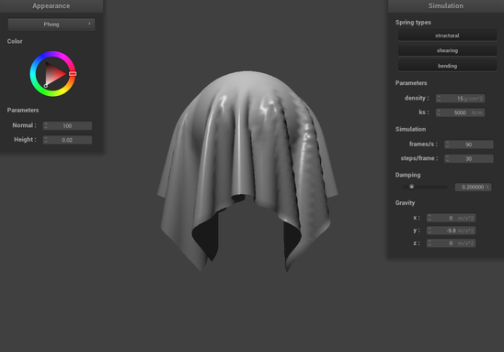 Appearance
Phong
Color
Parameters
Normal : 100
Height : 0.02
Simulation
Spring types
structural
shearing
bending
Parameters
density : 15 g/cm^2
ks : 5000 N/m
Simulation
frames/s : 90
steps/frame : 30
Damping
0.200000 %
Gravity
x : 0 m/s^2
y : -9.8 m/s^2
z : 0 m/s^2